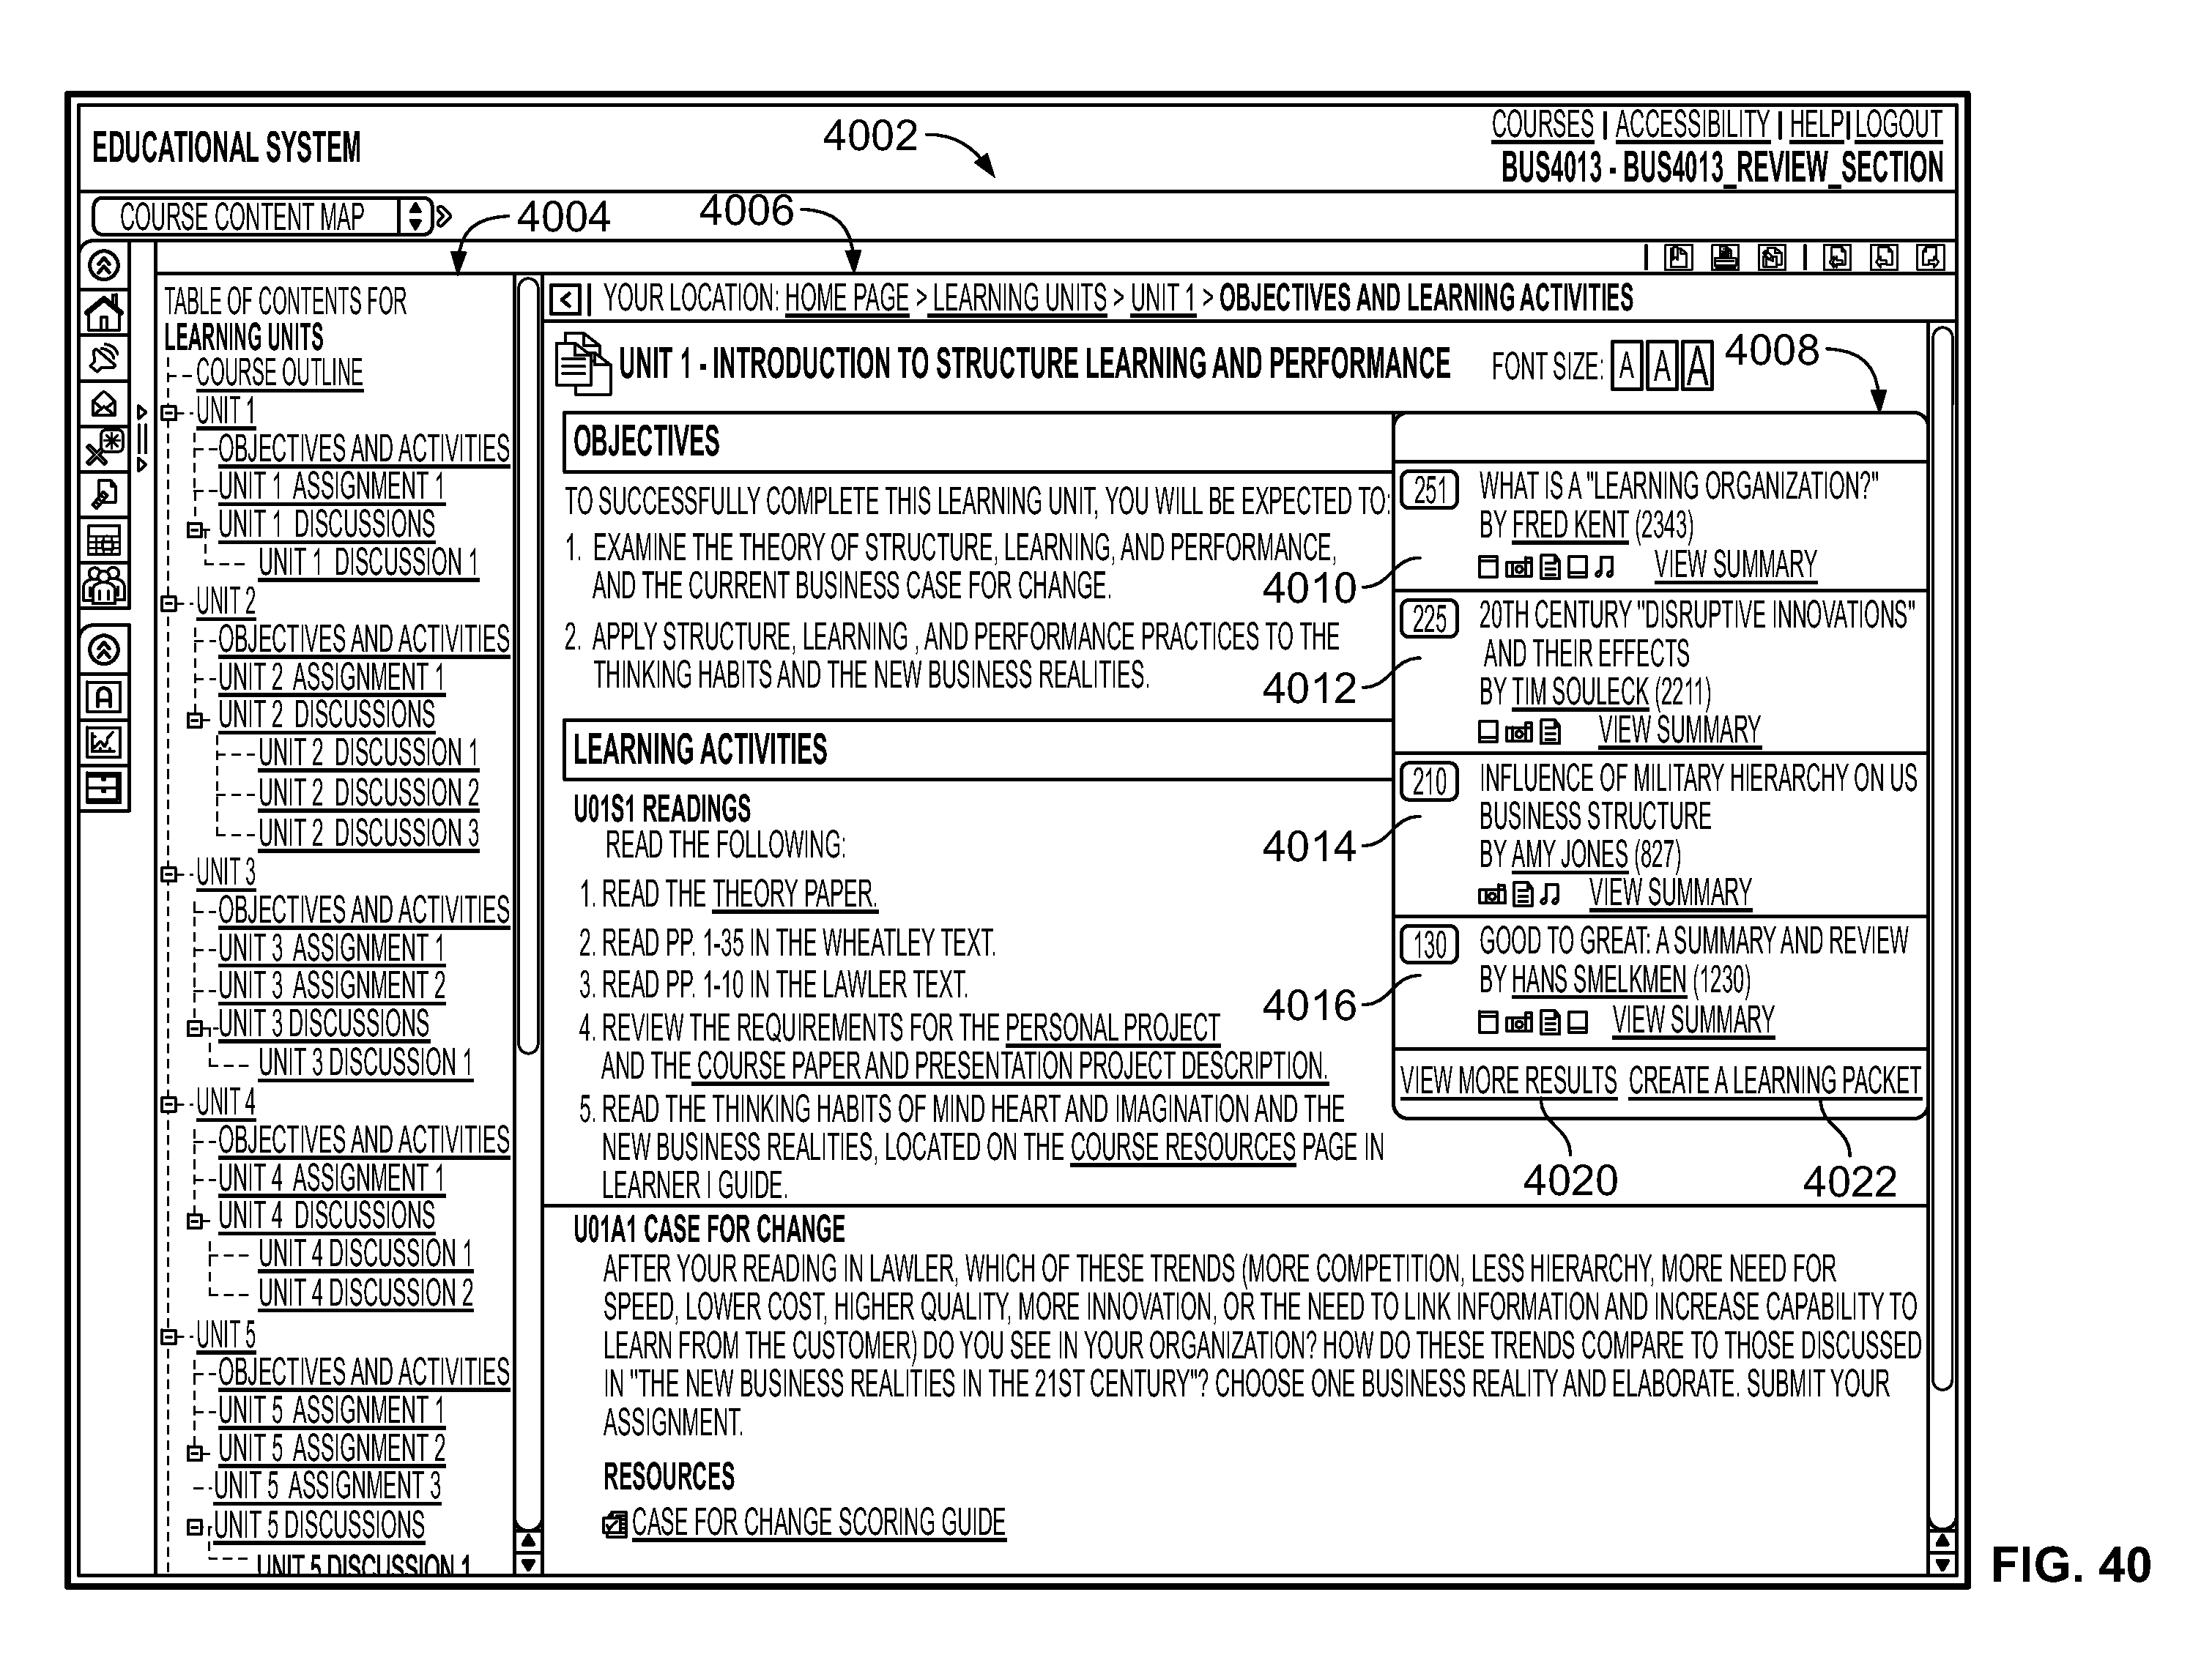 EDUCATIONAL SYSTEM
4002
COURSES | ACCESSIBILITY | HELP|LOGOUT
BUS4013 - BUS4013_REVIEW_SECTION
COURSE CONTENT MAP
4004
4006
TABLE OF CONTENTS FOR
LEARNING UNITS
COURSE OUTLINE
UNIT 1
OBJECTIVES AND ACTIVITIES
UNIT 1 ASSIGNMENT 1
UNIT 1 DISCUSSIONS
UNIT 1 DISCUSSION 1
UNIT 2
OBJECTIVES AND ACTIVITIES
UNIT 2 ASSIGNMENT 1
UNIT 2 DISCUSSIONS
UNIT 2 DISCUSSION 1
UNIT 2 DISCUSSION 2
UNIT 2 DISCUSSION 3
UNIT 3
OBJECTIVES AND ACTIVITIES
UNIT 3 ASSIGNMENT 1
UNIT 3 ASSIGNMENT 2
UNIT 3 DISCUSSIONS
UNIT 3 DISCUSSION 1
UNIT 4
OBJECTIVES AND ACTIVITIES
UNIT 4 ASSIGNMENT 1
UNIT 4 DISCUSSIONS
UNIT 4 DISCUSSION 1
UNIT 4 DISCUSSION 2
UNIT 5
OBJECTIVES AND ACTIVITIES
UNIT 5 ASSIGNMENT 1
UNIT 5 ASSIGNMENT 2
UNIT 5 ASSIGNMENT 3
UNIT 5 DISCUSSIONS
UNIT 5 DISCUSSION 1
YOUR LOCATION: HOME PAGE > LEARNING UNITS > UNIT 1 > OBJECTIVES AND LEARNING ACTIVITIES
UNIT 1 - INTRODUCTION TO STRUCTURE LEARNING AND PERFORMANCE
FONT SIZE: A A A
4008
OBJECTIVES
TO SUCCESSFULLY COMPLETE THIS LEARNING UNIT, YOU WILL BE EXPECTED TO:
1. EXAMINE THE THEORY OF STRUCTURE, LEARNING, AND PERFORMANCE,
AND THE CURRENT BUSINESS CASE FOR CHANGE.
2. APPLY STRUCTURE, LEARNING , AND PERFORMANCE PRACTICES TO THE
THINKING HABITS AND THE NEW BUSINESS REALITIES.
LEARNING ACTIVITIES
U01S1 READINGS
READ THE FOLLOWING:
1. READ THE THEORY PAPER.
2. READ PP. 1-35 IN THE WHEATLEY TEXT.
3. READ PP. 1-10 IN THE LAWLER TEXT.
4. REVIEW THE REQUIREMENTS FOR THE PERSONAL PROJECT
AND THE COURSE PAPER AND PRESENTATION PROJECT DESCRIPTION.
5. READ THE THINKING HABITS OF MIND HEART AND IMAGINATION AND THE
NEW BUSINESS REALITIES, LOCATED ON THE COURSE RESOURCES PAGE IN
LEARNER I GUIDE.
251 WHAT IS A "LEARNING ORGANIZATION?"
BY FRED KENT (2343)
VIEW SUMMARY
4010
225 20TH CENTURY "DISRUPTIVE INNOVATIONS"
AND THEIR EFFECTS
BY TIM SOULECK (2211)
VIEW SUMMARY
4012
210 INFLUENCE OF MILITARY HIERARCHY ON US
BUSINESS STRUCTURE
BY AMY JONES (827)
VIEW SUMMARY
4014
130 GOOD TO GREAT: A SUMMARY AND REVIEW
BY HANS SMELKMEN (1230)
VIEW SUMMARY
4016
VIEW MORE RESULTS CREATE A LEARNING PACKET
4020
4022
U01A1 CASE FOR CHANGE
AFTER YOUR READING IN LAWLER, WHICH OF THESE TRENDS (MORE COMPETITION, LESS HIERARCHY, MORE NEED FOR
SPEED, LOWER COST, HIGHER QUALITY, MORE INNOVATION, OR THE NEED TO LINK INFORMATION AND INCREASE CAPABILITY TO
LEARN FROM THE CUSTOMER) DO YOU SEE IN YOUR ORGANIZATION? HOW DO THESE TRENDS COMPARE TO THOSE DISCUSSED
IN "THE NEW BUSINESS REALITIES IN THE 21ST CENTURY"? CHOOSE ONE BUSINESS REALITY AND ELABORATE. SUBMIT YOUR
ASSIGNMENT.
RESOURCES
CASE FOR CHANGE SCORING GUIDE
FIG. 40